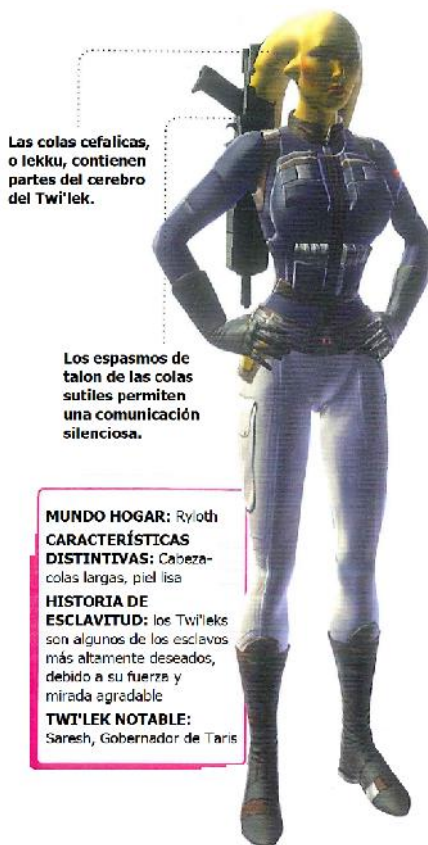 Las colas cefalicas,
o lekku, contienen
partes del cerebro
del Twi'lek.
Los espasmos de
talon de las colas
sutiles permiten
una comunicación
silenciosa.
MUNDO HOGAR: Ryloth
CARACTERÍSTICAS
DISTINTIVAS: Cabeza-
colas largas, piel lisa
HISTORIA DE
ESCLAVITUD: los Twi'leks
son algunos de los esclavos
más altamente deseados,
debido a su fuerza y
mirada agradable
TWI'LEK NOTABLE:
Saresh, Gobernador de Taris